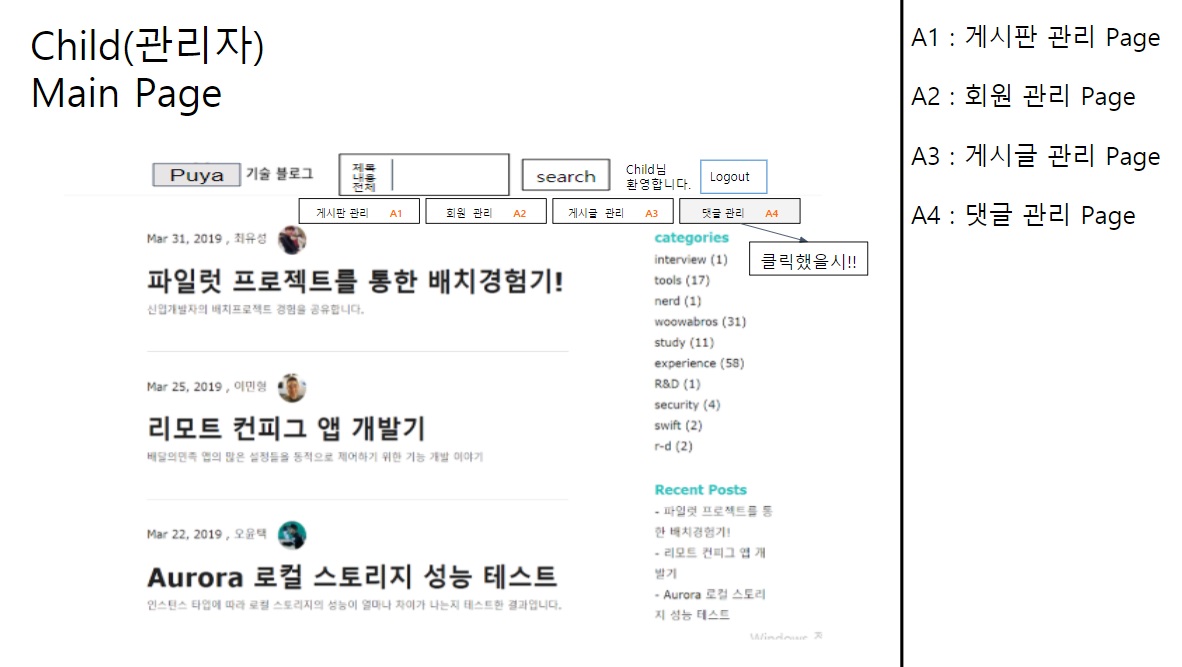 Child(관리자)
Main Page
Puya 기술 블로그
제목
내용
전체
search
Child님
환영합니다.
Logout
게시판 관리 A1
회원 관리 A2
게시글 관리 A3
댓글 관리 A4
클릭했을시!!
Mar 31, 2019 , 최유성
파일럿 프로젝트를 통한 배치경험기!
신입개발자의 배치프로젝트 경험을 공유합니다.
Mar 25, 2019 , 이민형
리모트 컨피그 앱 개발기
배달의민족 앱의 많은 설정들을 동적으로 제어하기 위한 기능 개발 이야기
Mar 22, 2019 , 오윤택
Aurora 로컬 스토리지 성능 테스트
인스턴스 타입에 따라 로컬 스토리지의 성능이 얼마나 차이가 나는지 테스트한 결과입니다.
categories
interview (1)
tools (17)
nerd (1)
woowabros (31)
study (11)
experience (58)
R&D (1)
security (4)
swift (2)
r-d (2)
Recent Posts
- 파일럿 프로젝트를 통
한 배치경험기!
- 리모트 컨피그 앱 개
발기
- Aurora 로컬 스토리
지 성능 테스트
Windows
A1 : 게시판 관리 Page
A2 : 회원 관리 Page
A3 : 게시글 관리 Page
A4 : 댓글 관리 Page